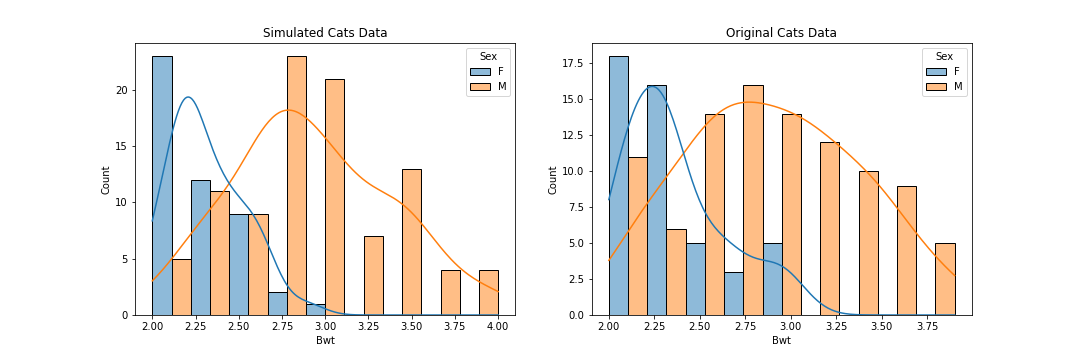 Simulated Cats Data
Sex
F
M
Count
20
15
10
5
0
2.00 2.25 2.50 2.75 3.00 3.25 3.50 3.75 4.00
Bwt
Original Cats Data
Sex
F
M
Count
17.5
15.0
12.5
10.0
7.5
5.0
2.5
0.0
2.00 2.25 2.50 2.75 3.00 3.25 3.50 3.75
Bwt